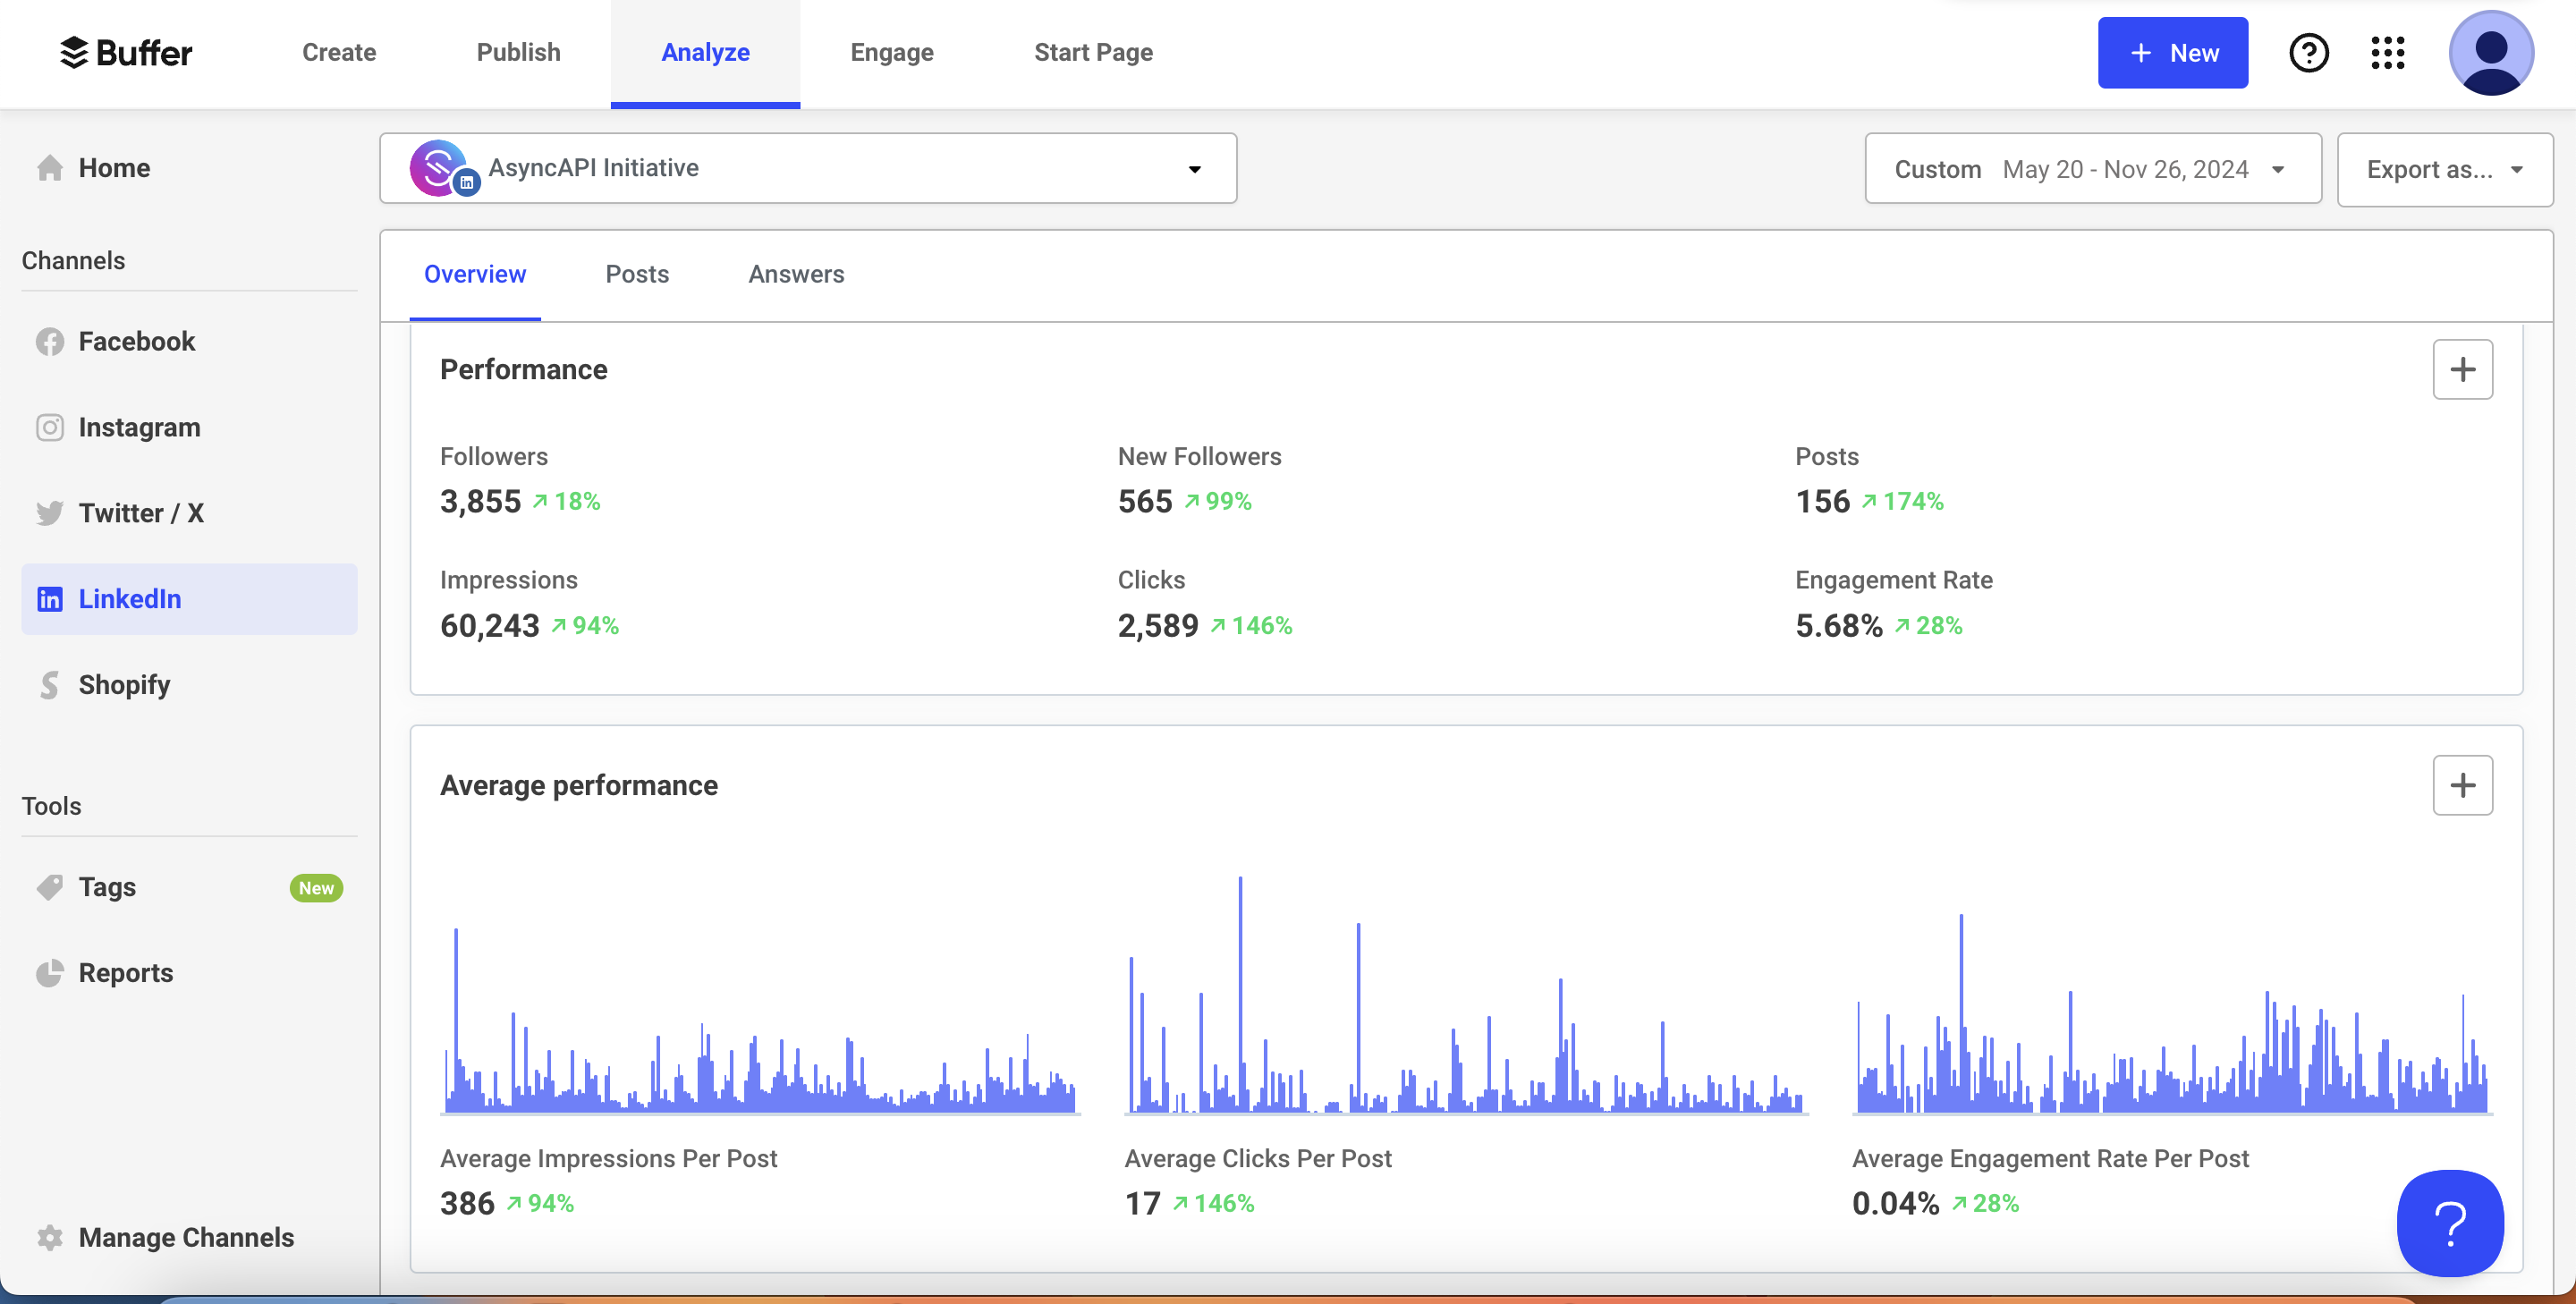 Buffer
Create
Publish
Analyze
Engage
Start Page
+ New
?
Home
AsyncAPI Initiative
in
Custom May 20 - Nov 26, 2024
Export as...
Channels
Facebook
Instagram
Twitter / X
in LinkedIn
Shopify
Tools
Tags New
Reports
Manage Channels
Overview
Posts
Answers
Performance
+
Followers
3,855 ↗ 18%
New Followers
565 ↗ 99%
Posts
156 ↗ 174%
Impressions
60,243 ↗ 94%
Clicks
2,589 ↗ 146%
Engagement Rate
5.68% ↗ 28%
Average performance
+
Average Impressions Per Post
386 ↗ 94%
Average Clicks Per Post
17 ↗ 146%
Average Engagement Rate Per Post
0.04% ↗ 28%
?